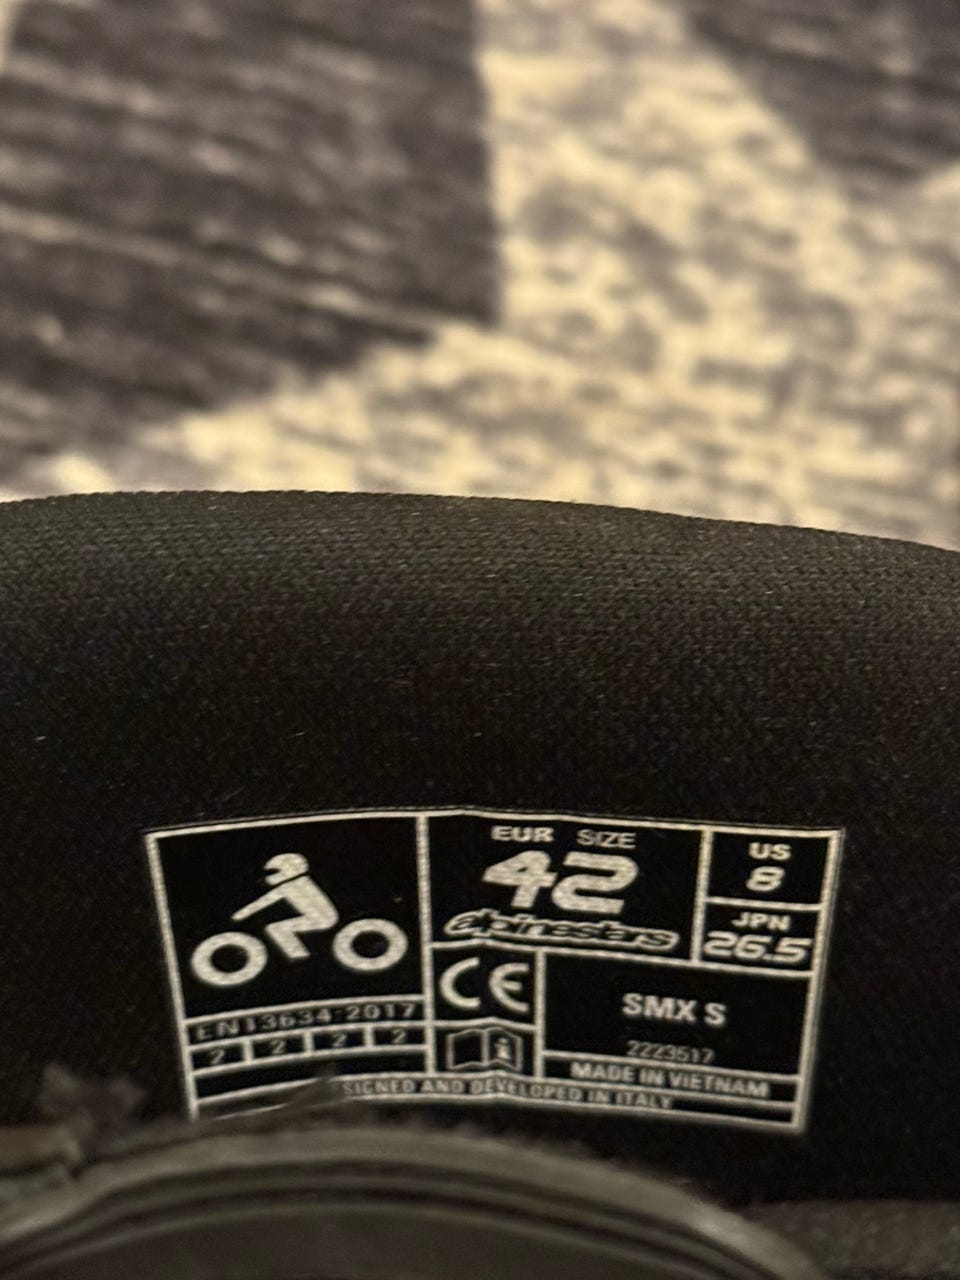 EUR SIZE
42
alpinestars
US
8
JPN
26.5
CE
EN13634:2017
2 2 2 2
i
SMX S
2223517
MADE IN VIETNAM
SIGNED AND DEVELOPED IN ITALY